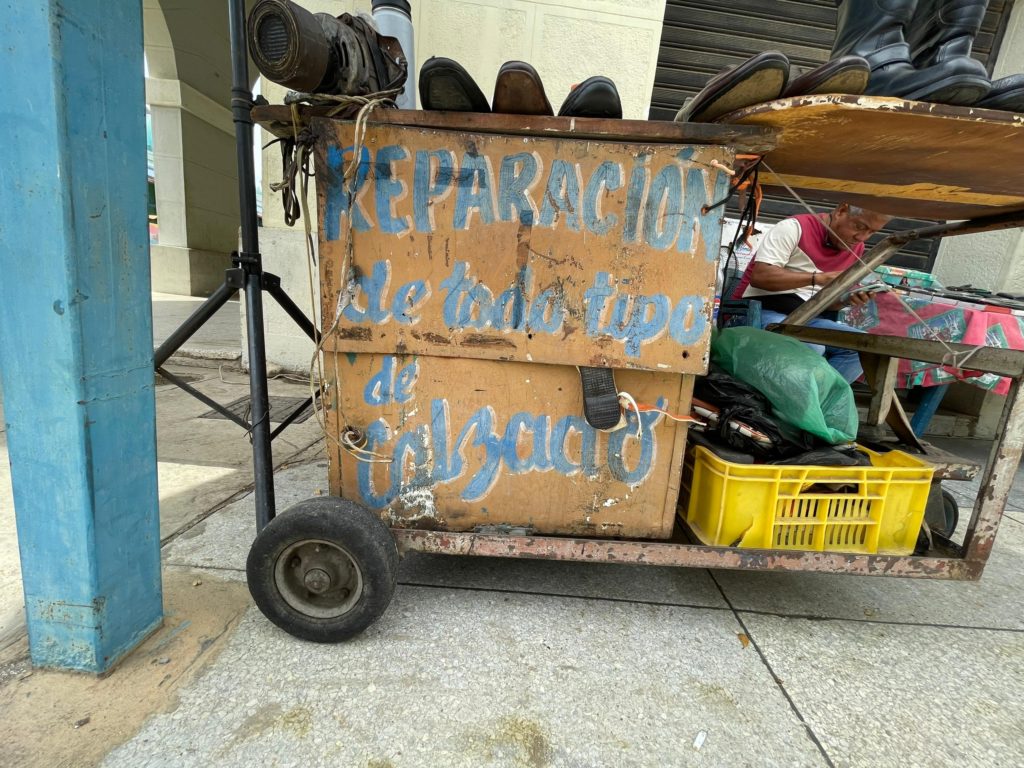 REPARACIÓN
de todo tipo
de
Calzado